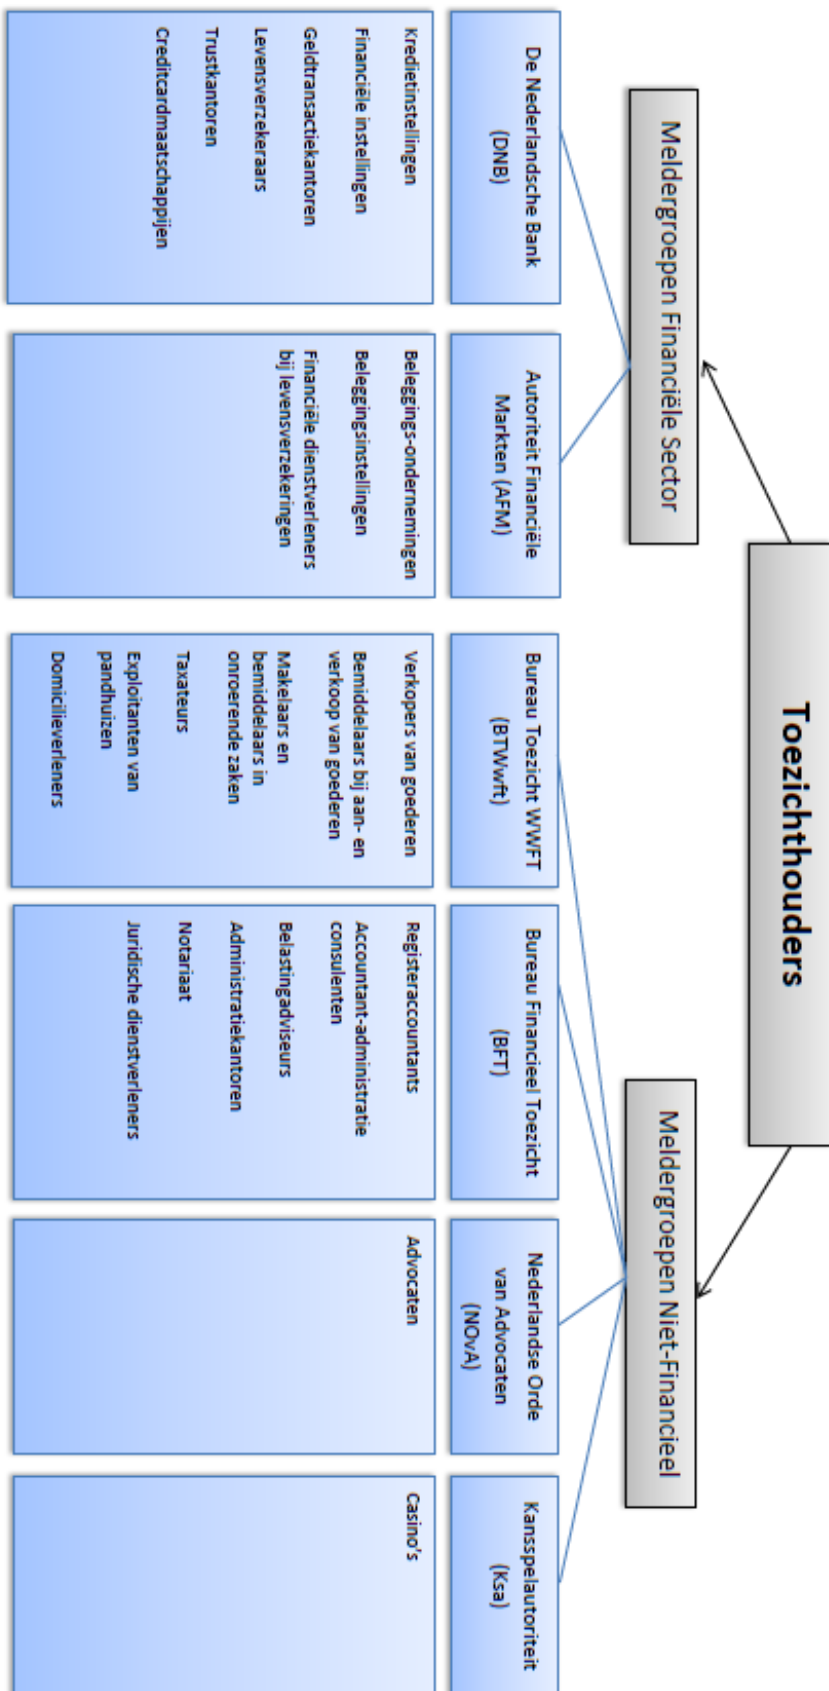 Toezichthouders
Meldergroepen Financiële Sector
Meldergroepen Niet-Financieel
De Nederlandsche Bank
(DNB)
Kredietinstellingen
Financiële instellingen
Geldtransactiekantoren
Levensverzekeraars
Trustkantoren
Creditcardmaatschappijen
Autoriteit Financiële
Markten (AFM)
Beleggings-ondernemingen
Beleggingsinstellingen
Financiële dienstverleners
bij levensverzekeringen
Bureau Toezicht WWFT
(BTWwft)
Verkopers van goederen
Bemiddelaars bij aan- en
verkoop van goederen
Makelaars en
bemiddelaars in
onroerende zaken
Taxateurs
Exploitanten van
pandhuizen
Domicilieverleners
Bureau Financieel Toezicht
(BFT)
Registeraccountants
Accountant-administratie
consulenten
Belastingadviseurs
Administratiekantoren
Notariaat
Juridische dienstverleners
Nederlandse Orde
van Advocaten
(NOvA)
Advocaten
Kansspelautoriteit
(Ksa)
Casino's